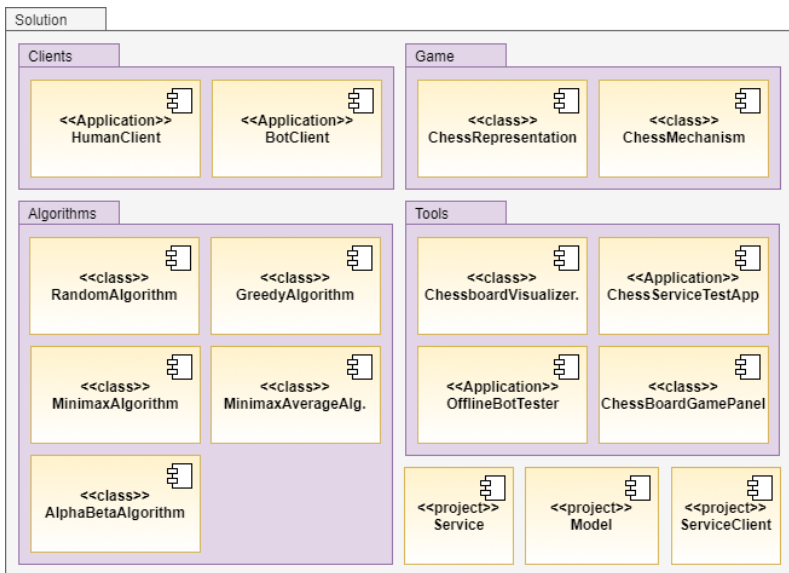 Solution
Clients
<<Application>>
HumanClient
<<Application>>
BotClient
Game
<<class>>
ChessRepresentation
<<class>>
ChessMechanism
Algorithms
<<class>>
RandomAlgorithm
<<class>>
GreedyAlgorithm
<<class>>
MinimaxAlgorithm
<<class>>
MinimaxAverageAlg.
<<class>>
AlphaBetaAlgorithm
Tools
<<class>>
ChessboardVisualizer.
<<Application>>
ChessServiceTestApp
<<Application>>
OfflineBotTester
<<class>>
ChessBoardGamePanel
<<project>>
Service
<<project>>
Model
<<project>>
ServiceClient